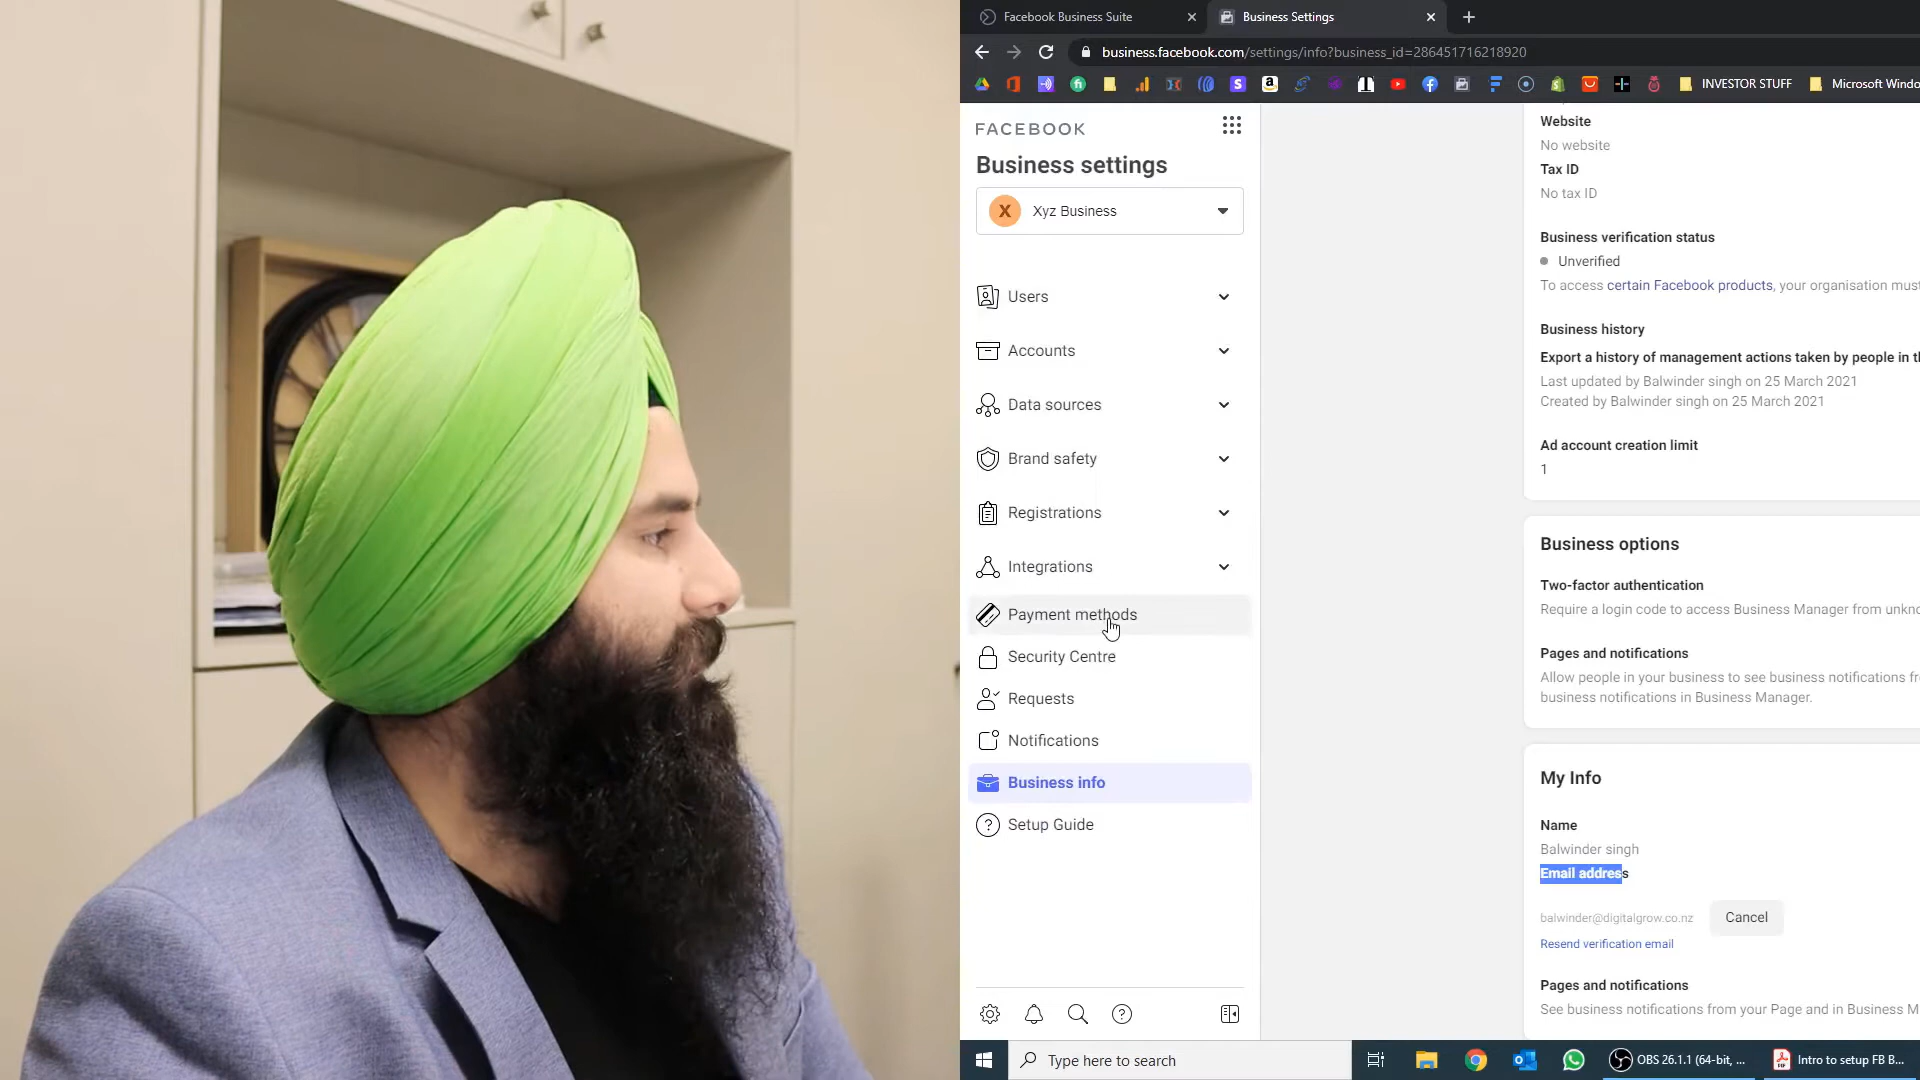 Facebook Business Suite
Business Settings
business.facebook.com/settings/info?business_id=286451716218920
INVESTOR STUFF
Microsoft Windo
FACEBOOK
Business settings
X
Xyz Business
Users
Accounts
Data sources
Brand safety
Registrations
Integrations
Payment methods
Security Centre
Requests
Notifications
Business info
Setup Guide
Website
No website
Tax ID
No tax ID
Business verification status
Unverified
To access certain Facebook products, your organisation must
Business history
Export a history of management actions taken by people in th
Last updated by Balwinder singh on 25 March 2021
Created by Balwinder singh on 25 March 2021
Ad account creation limit
1
Business options
Two-factor authentication
Require a login code to access Business Manager from unkno
Pages and notifications
Allow people in your business to see business notifications fr
business notifications in Business Manager.
My Info
Name
Balwinder singh
Email address
balwinder@digitalgrow.co.nz
Cancel
Resend verification email
Pages and notifications
See business notifications from your Page and in Business M
Type here to search
OBS 26.1.1 (64-bit, ...
Intro to setup FB B...